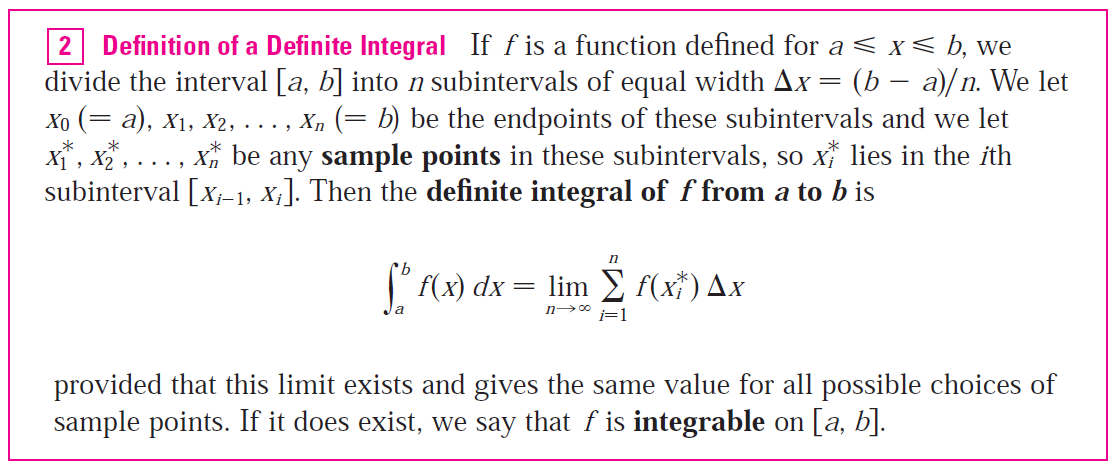 2 Definition of a Definite Integral If f is a function defined for a ≤ x ≤ b, we
divide the interval [a, b] into n subintervals of equal width Δx = (b − a)/n. We let
x₀ (= a), x₁, x₂, . . . , xₙ (= b) be the endpoints of these subintervals and we let
x₁*, x₂*, . . . , xₙ* be any sample points in these subintervals, so xᵢ* lies in the ith
subinterval [xᵢ₋₁, xᵢ]. Then the definite integral of f from a to b is
∫ₐᵇ f(x) dx = lim_{n→∞} ∑_{i=1}^{n} f(xᵢ*) Δx
provided that this limit exists and gives the same value for all possible choices of
sample points. If it does exist, we say that f is integrable on [a, b].